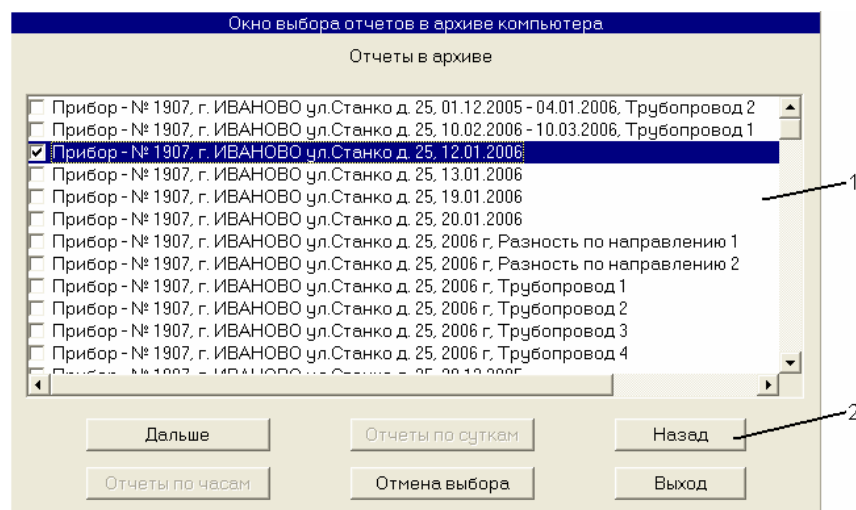 Окно выбора отчетов в архиве компьютера
Отчеты в архиве
Прибор - № 1907, г. ИВАНОВО ул.Станко д. 25, 01.12.2005 - 04.01.2006, Трубопровод 2
Прибор - № 1907, г. ИВАНОВО ул.Станко д. 25, 10.02.2006 - 10.03.2006, Трубопровод 1
Прибор - № 1907, г. ИВАНОВО ул.Станко д. 25, 12.01.2006
Прибор - № 1907, г. ИВАНОВО ул.Станко д. 25, 13.01.2006
Прибор - № 1907, г. ИВАНОВО ул.Станко д. 25, 19.01.2006
1
Прибор - № 1907, г. ИВАНОВО ул.Станко д. 25, 20.01.2006
Прибор - № 1907, г. ИВАНОВО ул.Станко д. 25, 2006 г, Разность по направлению 1
Прибор - № 1907, г. ИВАНОВО ул.Станко д. 25, 2006 г, Разность по направлению 2
Прибор - № 1907, г. ИВАНОВО ул.Станко д. 25, 2006 г, Трубопровод 1
Прибор - № 1907, г. ИВАНОВО ул.Станко д. 25, 2006 г, Трубопровод 2
Прибор - № 1907, г. ИВАНОВО ул.Станко д. 25, 2006 г, Трубопровод 3
Прибор - № 1907, г. ИВАНОВО ул.Станко д. 25, 2006 г, Трубопровод 4
2
Дальше Отчеты по суткам Назад
Отчеты по часам Отмена выбора Выход